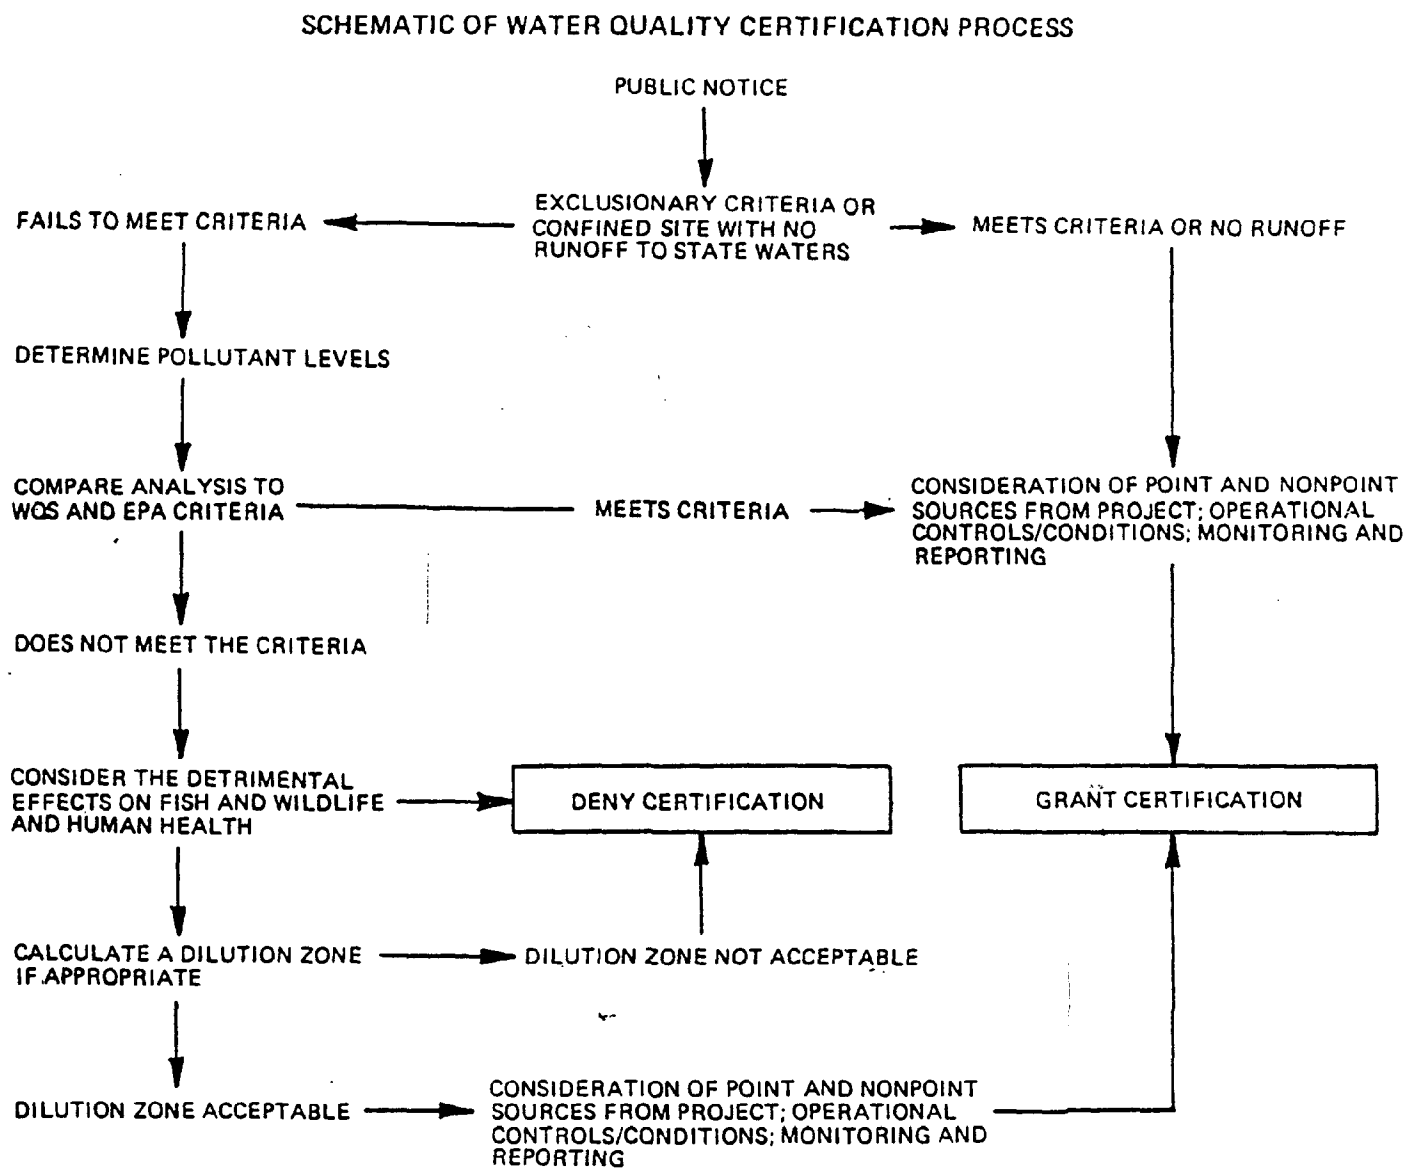 SCHEMATIC OF WATER QUALITY CERTIFICATION PROCESS
PUBLIC NOTICE
FAILS TO MEET CRITERIA
EXCLUSIONARY CRITERIA OR
CONFINED SITE WITH NO
RUNOFF TO STATE WATERS
MEETS CRITERIA OR NO RUNOFF
DETERMINE POLLUTANT LEVELS
COMPARE ANALYSIS TO
WQS AND EPA CRITERIA
MEETS CRITERIA
CONSIDERATION OF POINT AND NONPOINT
SOURCES FROM PROJECT; OPERATIONAL
CONTROLS/CONDITIONS; MONITORING AND
REPORTING
DOES NOT MEET THE CRITERIA
CONSIDER THE DETRIMENTAL
EFFECTS ON FISH AND WILDLIFE
AND HUMAN HEALTH
DENY CERTIFICATION
GRANT CERTIFICATION
CALCULATE A DILUTION ZONE
IF APPROPRIATE
DILUTION ZONE NOT ACCEPTABLE
DILUTION ZONE ACCEPTABLE
CONSIDERATION OF POINT AND NONPOINT
SOURCES FROM PROJECT; OPERATIONAL
CONTROLS/CONDITIONS; MONITORING AND
REPORTING